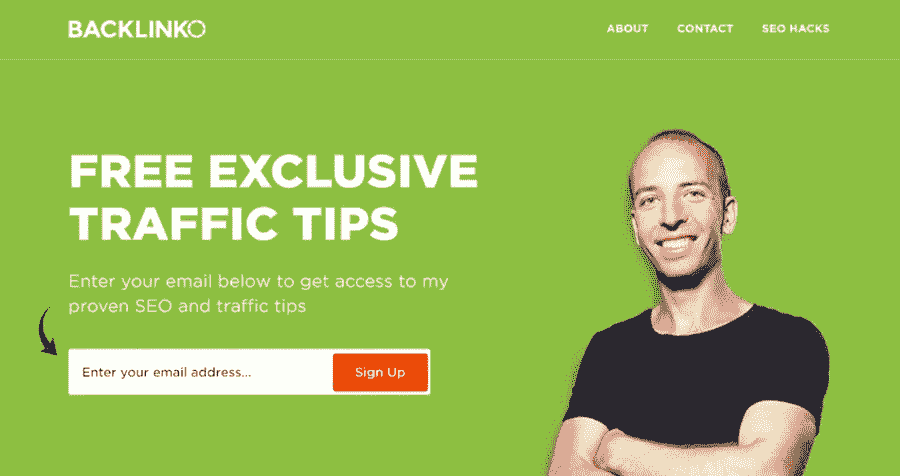 BACKLINKO
ABOUT CONTACT SEO HACKS
FREE EXCLUSIVE
TRAFFIC TIPS
Enter your email below to get access to my
proven SEO and traffic tips
Enter your email address... Sign Up